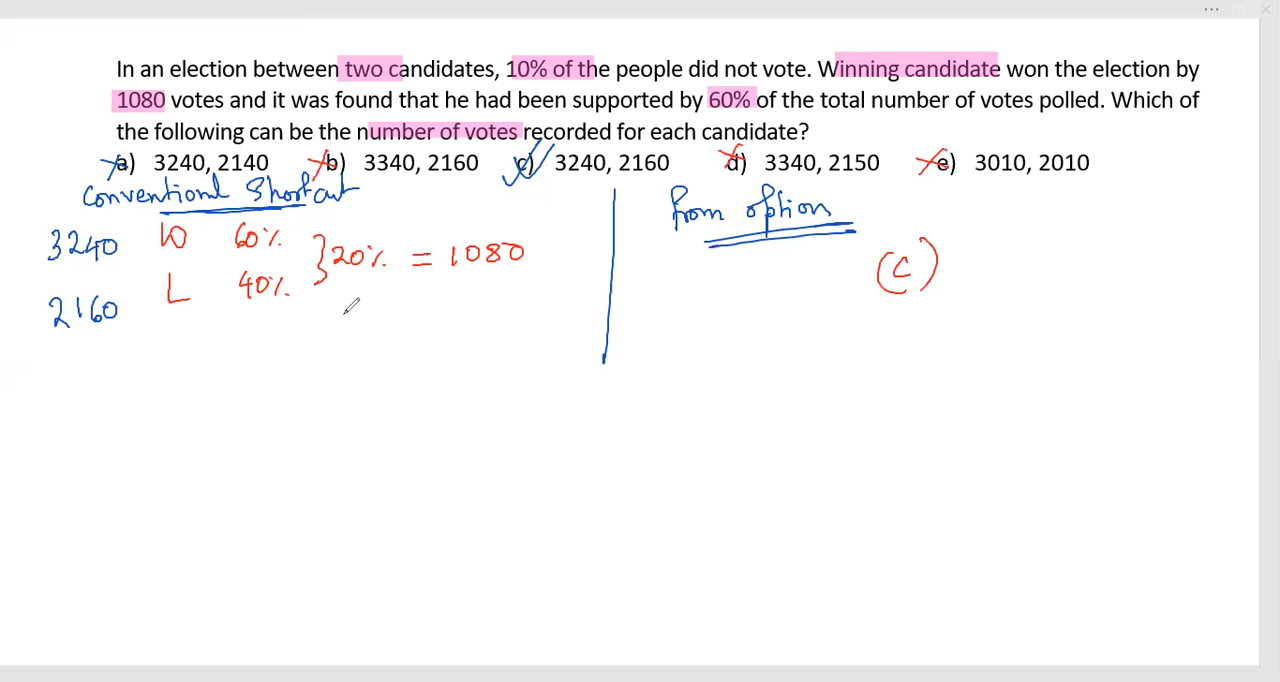 In an election between two candidates, 10% of the people did not vote. Winning candidate won the election by
1080 votes and it was found that he had been supported by 60% of the total number of votes polled. Which of
the following can be the number of votes recorded for each candidate?
a) 3240, 2140 b) 3340, 2160 c) 3240, 2160 d) 3340, 2150 e) 3010, 2010
Conventional Shortcut
from option
3240 W 60% } 20% = 1080
(c)
2160 L 40%